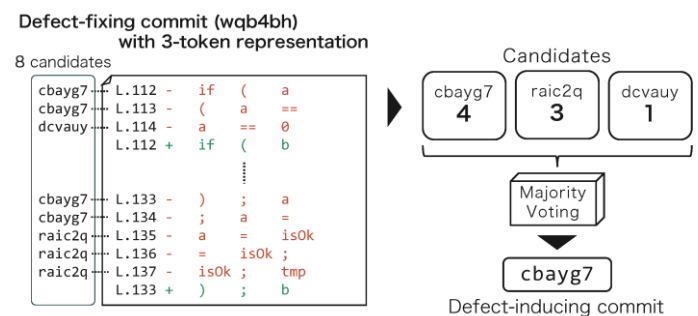 Defect-fixing commit (wqb4bh)
with 3-token representation
8 candidates
cbayg7 L.112 - if ( a
cbayg7 L.113 - ( a ==
dcvauy L.114 - a == 0
L.112 + if ( b
cbayg7 L.133 - ) ; a
cbayg7 L.134 - ; a =
raic2q L.135 - a = isOk
raic2q L.136 - = isOk ;
raic2q L.137 - isOk ; tmp
L.133 + ) ; b
Candidates
cbayg7 raic2q dcvauy
4 3 1
Majority
Voting
cbayg7
Defect-inducing commit